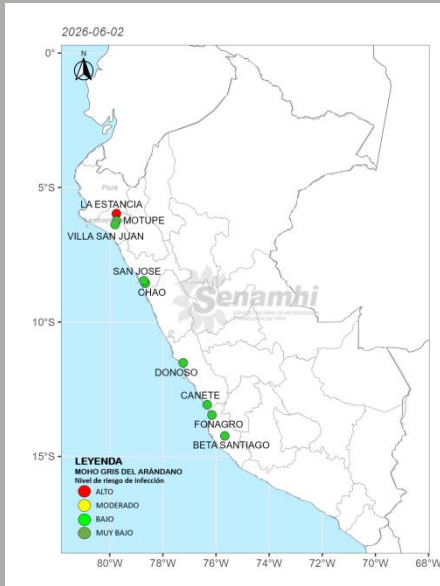 2026-06-02
N
0°
5°S
10°S
15°S
Piura
LA ESTANCIA
MOTUPE
VILLA SAN JUAN
SAN JOSE
CHAO
Senamhi
DONOSO
CANETE
FONAGRO
BETA SANTIAGO
LEYENDA
MOHO GRIS DEL ARÁNDANO
Nivel de riesgo de infección
ALTO
MODERADO
BAJO
MUY BAJO
80°W 78°W 76°W 74°W 72°W 70°W 68°W